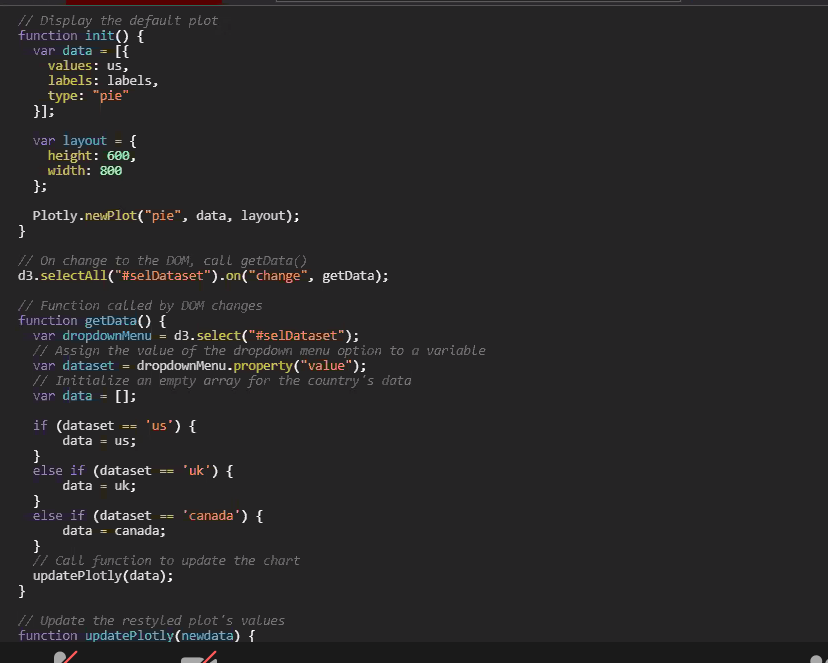 // Display the default plot
function init() {
  var data = [{
    values: us,
    labels: labels,
    type: "pie"
  }];

  var layout = {
    height: 600,
    width: 800
  };

  Plotly.newPlot("pie", data, layout);
}

// On change to the DOM, call getData()
d3.selectAll("#selDataset").on("change", getData);

// Function called by DOM changes
function getData() {
  var dropdownMenu = d3.select("#selDataset");
  // Assign the value of the dropdown menu option to a variable
  var dataset = dropdownMenu.property("value");
  // Initialize an empty array for the country's data
  var data = [];

  if (dataset == 'us') {
      data = us;
  }
  else if (dataset == 'uk') {
      data = uk;
  }
  else if (dataset == 'canada') {
      data = canada;
  }
  // Call function to update the chart
  updatePlotly(data);
}

// Update the restyled plot's values
function updatePlotly(newdata) {